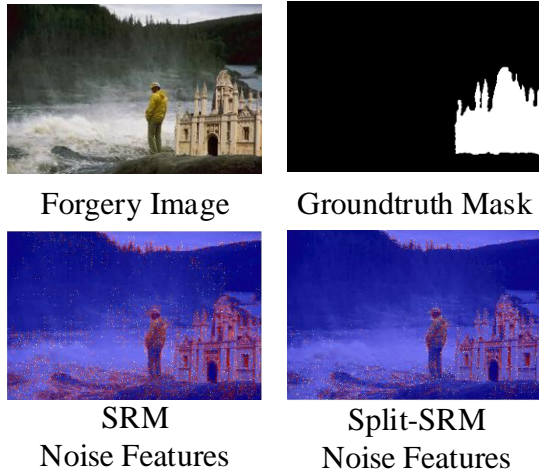 Forgery Image
Groundtruth Mask
SRM
Noise Features
Split-SRM
Noise Features